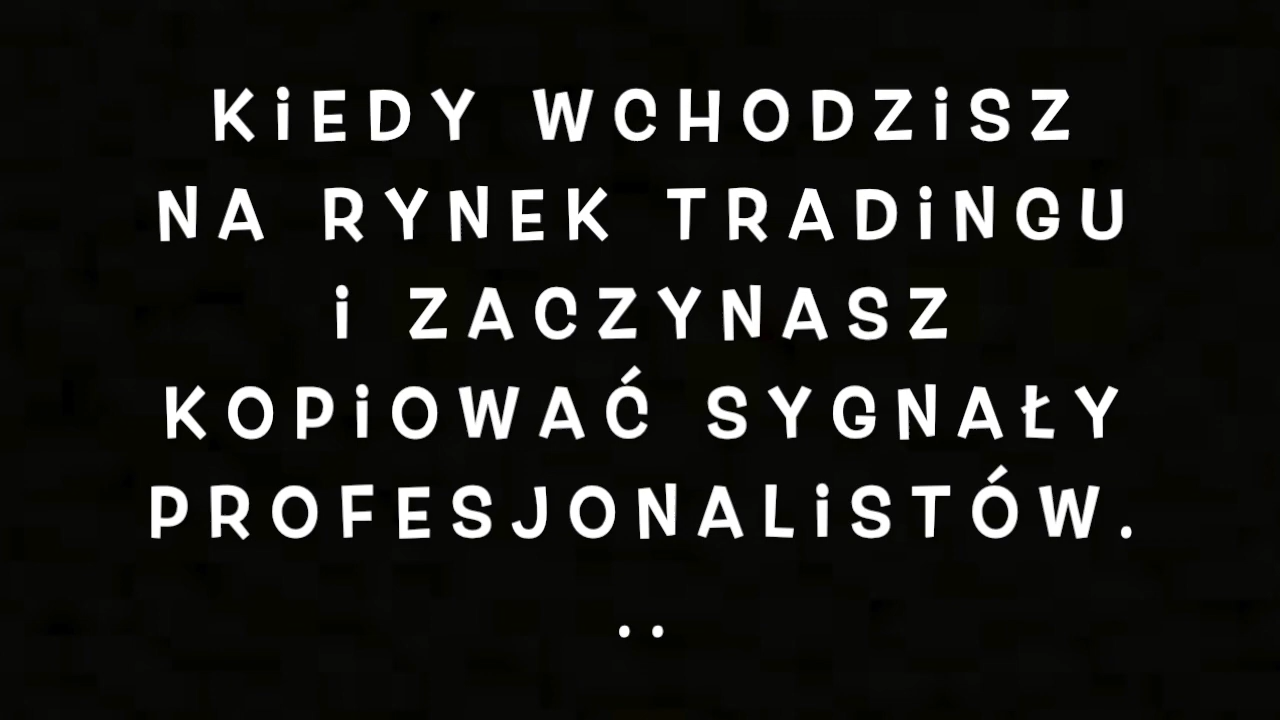 KiEDY WCHODZiSZ
NA RYNEK TRADiNGU
i ZACZYNASZ
KOPiOWAĆ SYGNAŁY
PROFESJONALiSTÓW.
..